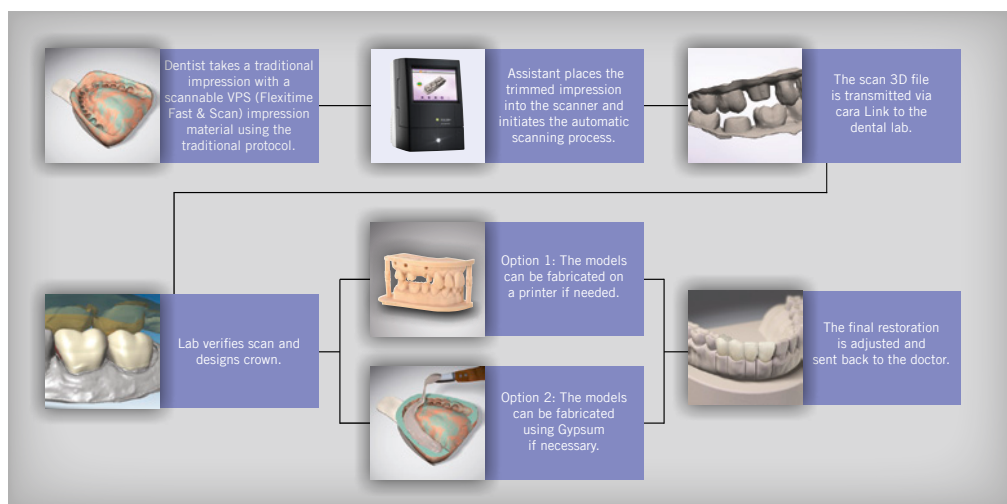 Dentist takes a traditional
impression with a
scannable VPS (Flexitime
Fast & Scan) impression
material using the
traditional protocol.
Assistant places the
trimmed impression
into the scanner and
initiates the automatic
scanning process.
The scan 3D file
is transmitted via
cara Link to the
dental lab.
Lab verifies scan and
designs crown.
Option 1: The models
can be fabricated on
a printer if needed.
Option 2: The models
can be fabricated
using Gypsum
if necessary.
The final restoration
is adjusted and
sent back to the doctor.